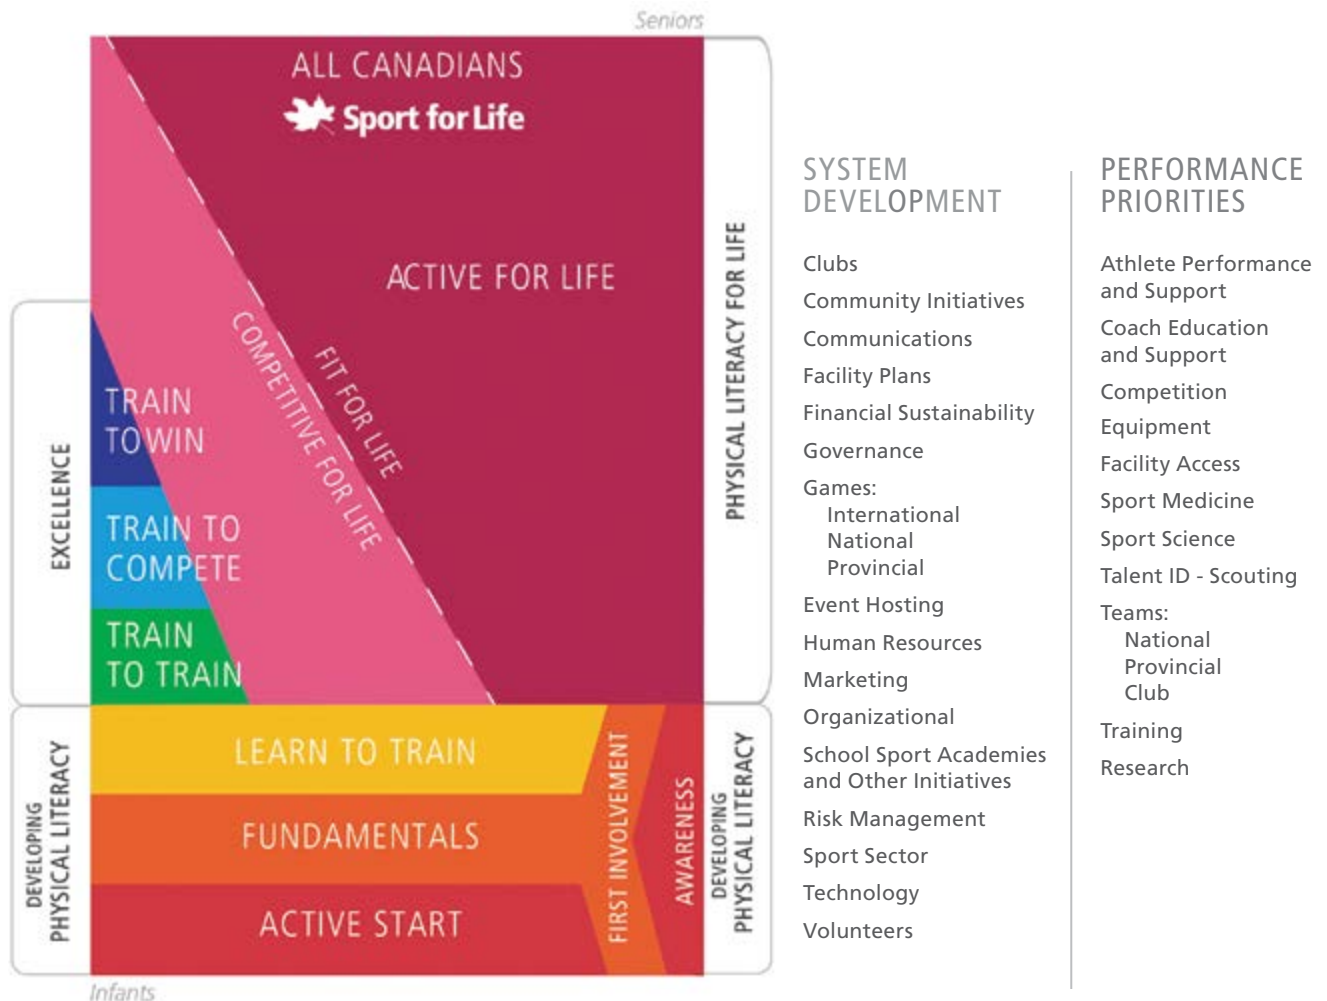 Seniors
ALL CANADIANS
Sport for Life
ACTIVE FOR LIFE
FIT FOR LIFE
COMPETITIVE FOR LIFE
PHYSICAL LITERACY FOR LIFE
EXCELLENCE
TRAIN
TO WIN
TRAIN TO
COMPETE
TRAIN
TO TRAIN
DEVELOPING
PHYSICAL LITERACY
LEARN TO TRAIN
FUNDAMENTALS
ACTIVE START
FIRST INVOLVEMENT
AWARENESS
DEVELOPING
PHYSICAL LITERACY
Infants
SYSTEM
DEVELOPMENT
Clubs
Community Initiatives
Communications
Facility Plans
Financial Sustainability
Governance
Games:
International
National
Provincial
Event Hosting
Human Resources
Marketing
Organizational
School Sport Academies
and Other Initiatives
Risk Management
Sport Sector
Technology
Volunteers
PERFORMANCE
PRIORITIES
Athlete Performance
and Support
Coach Education
and Support
Competition
Equipment
Facility Access
Sport Medicine
Sport Science
Talent ID - Scouting
Teams:
National
Provincial
Club
Training
Research